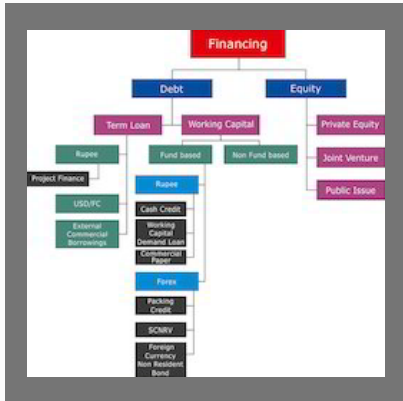 Financing
Debt
Equity
Term Loan
Working Capital
Private Equity
Rupee
Fund based
Non Fund based
Joint Venture
Project Finance
Rupee
Public Issue
USD/FC
Cash Credit
External
Commercial
Borrowings
Working
Capital
Demand Loan
Commercial
Paper
Forex
Packing
Credit
SCNRV
Foreign
Currency
Non Resident
Bond